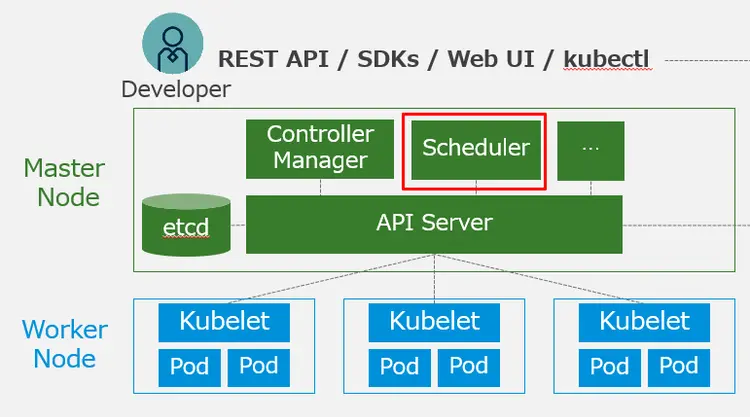 REST API / SDKs / Web UI / kubectl
Developer
Master
Node
Controller
Manager
Scheduler
...
etcd
API Server
Worker
Node
Kubelet
Pod
Pod
Kubelet
Pod
Pod
Kubelet
Pod
Pod